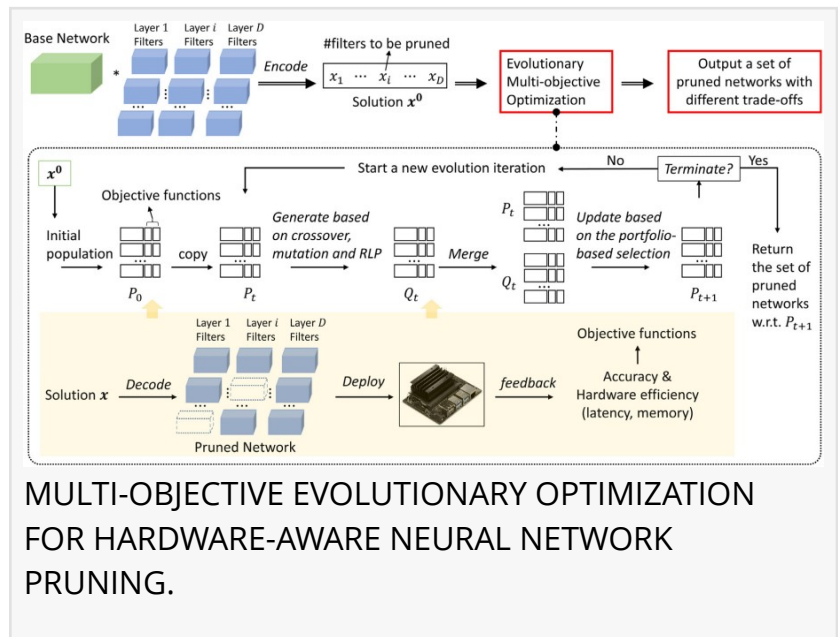 Base Network
Layer 1 Filters
Layer i Filters
Layer D Filters
*
Encode
#filters to be pruned
x₁ ··· xᵢ ··· x_D
Solution x⁰
Evolutionary
Multi-objective
Optimization
Output a set of
pruned networks with
different trade-offs
x⁰
Start a new evolution iteration
No
Terminate?
Yes
Objective functions
Initial
population
...
P₀
copy
...
Pₜ
Generate based
on crossover,
mutation and RLP
...
Qₜ
Merge
Pₜ
...
Qₜ
...
Update based
on the portfolio-
based selection
...
Pₜ₊₁
Return
the set of
pruned
networks
w.r.t. Pₜ₊₁
Solution x
Decode
Layer 1 Filters
Layer i Filters
Layer D Filters
...
Pruned Network
Deploy
feedback
Objective functions
Accuracy &
Hardware efficiency
(latency, memory)
MULTI-OBJECTIVE EVOLUTIONARY OPTIMIZATION
FOR HARDWARE-AWARE NEURAL NETWORK
PRUNING.